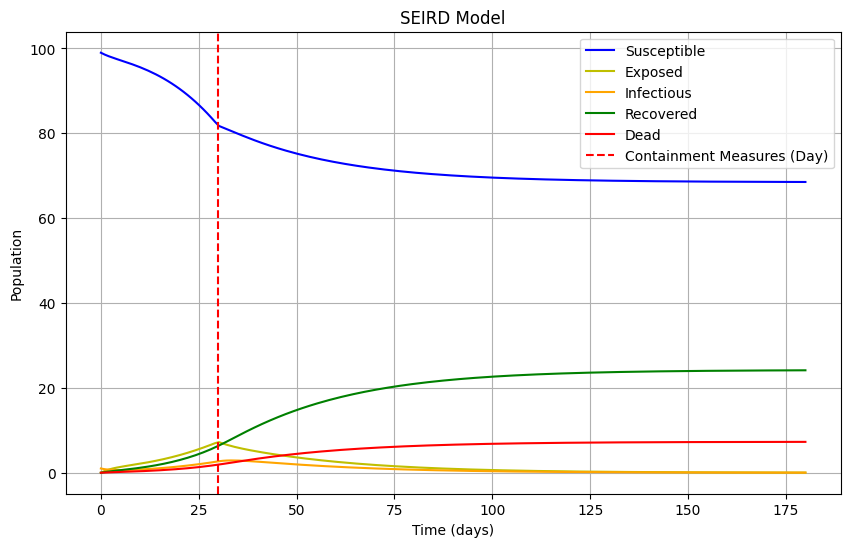 SEIRD Model
100
80
60
40
20
0
Population
Susceptible
Exposed
Infectious
Recovered
Dead
Containment Measures (Day)
0 25 50 75 100 125 150 175
Time (days)